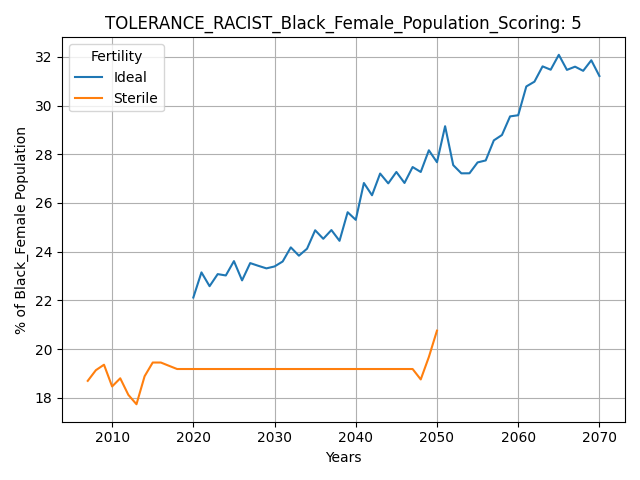 TOLERANCE_RACIST_Black_Female_Population_Scoring: 5
Fertility
Ideal
Sterile
% of Black_Female Population
32
30
28
26
24
22
20
18
2010 2020 2030 2040 2050 2060 2070
Years